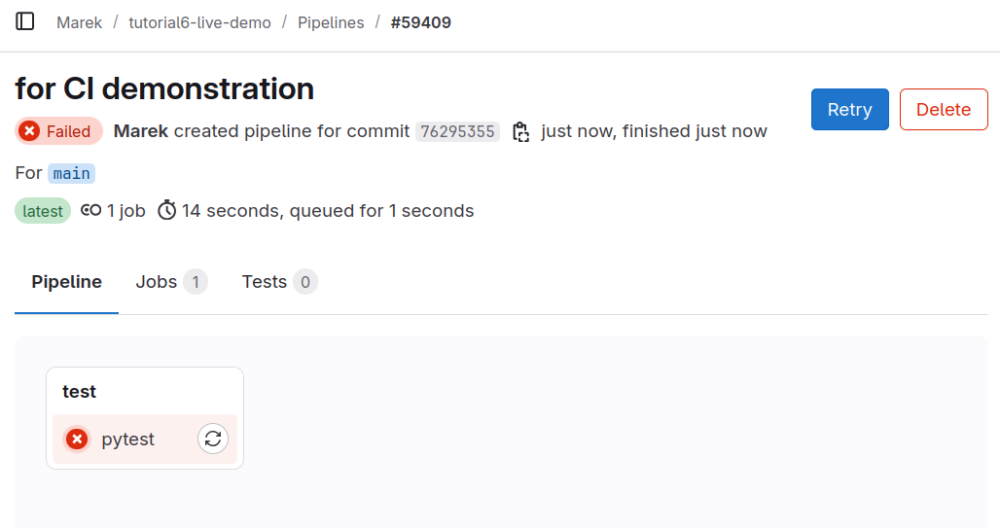 Marek / tutorial6-live-demo / Pipelines / #59409
for CI demonstration
Retry
Delete
Failed Marek created pipeline for commit 76295355 just now, finished just now
For main
latest 1 job 14 seconds, queued for 1 seconds
Pipeline Jobs 1 Tests 0
test
pytest